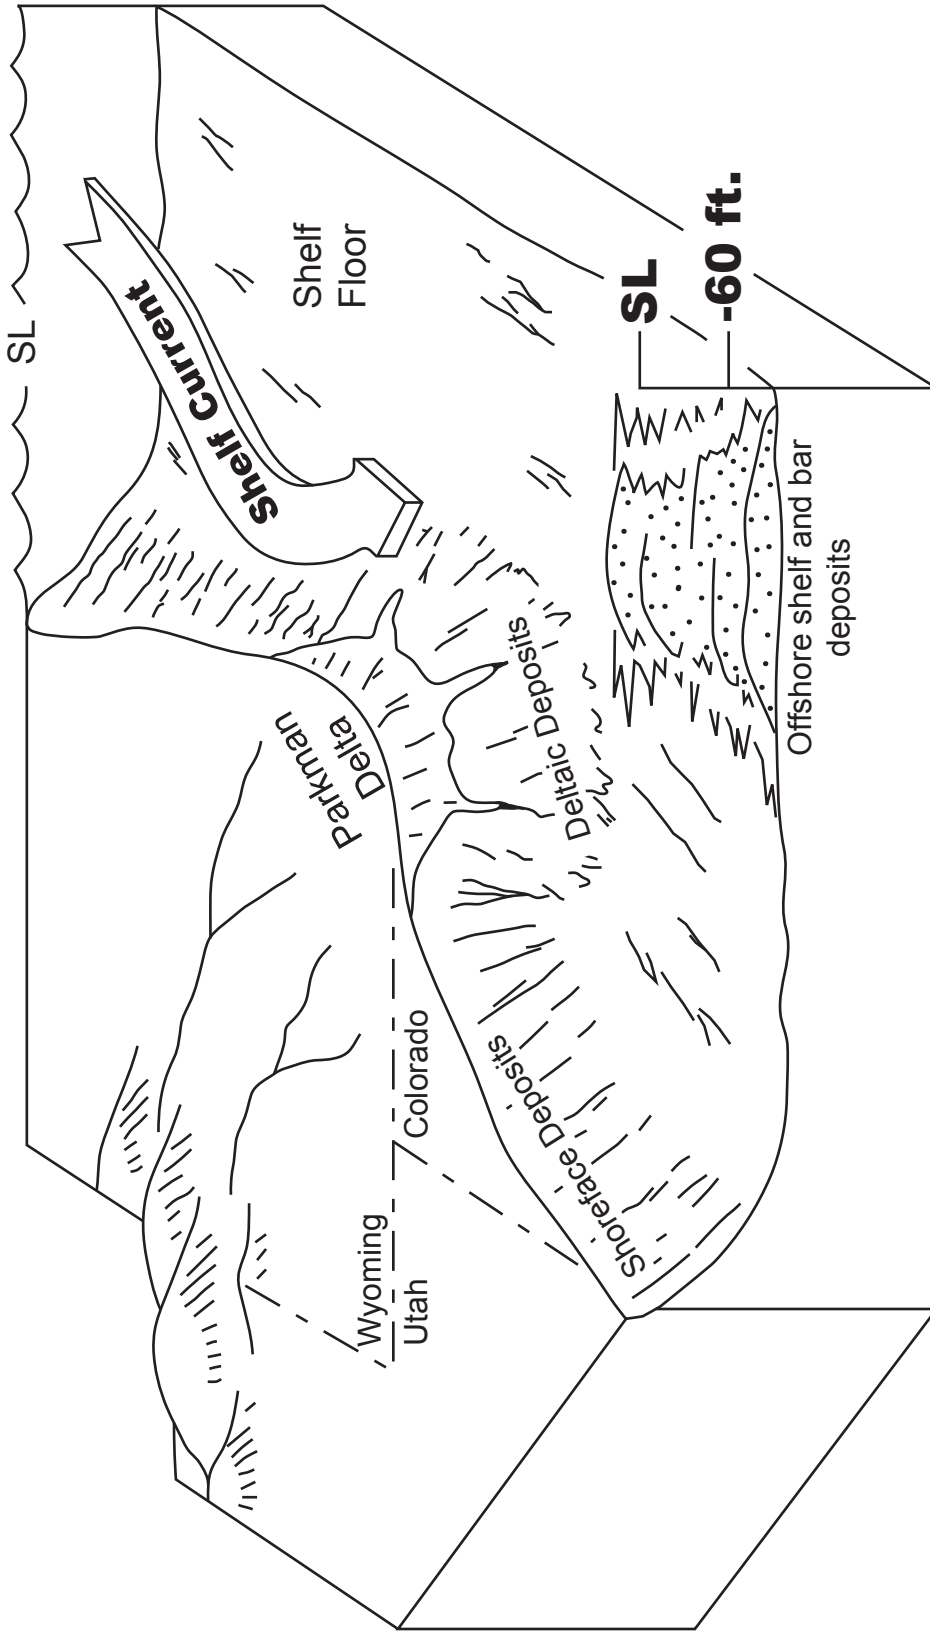 SL
Shelf Current
Shelf
Floor
Parkman
Delta
Wyoming
Utah
Colorado
Deltaic Deposits
Shoreface Deposits
SL
-60 ft.
Offshore shelf and bar
deposits